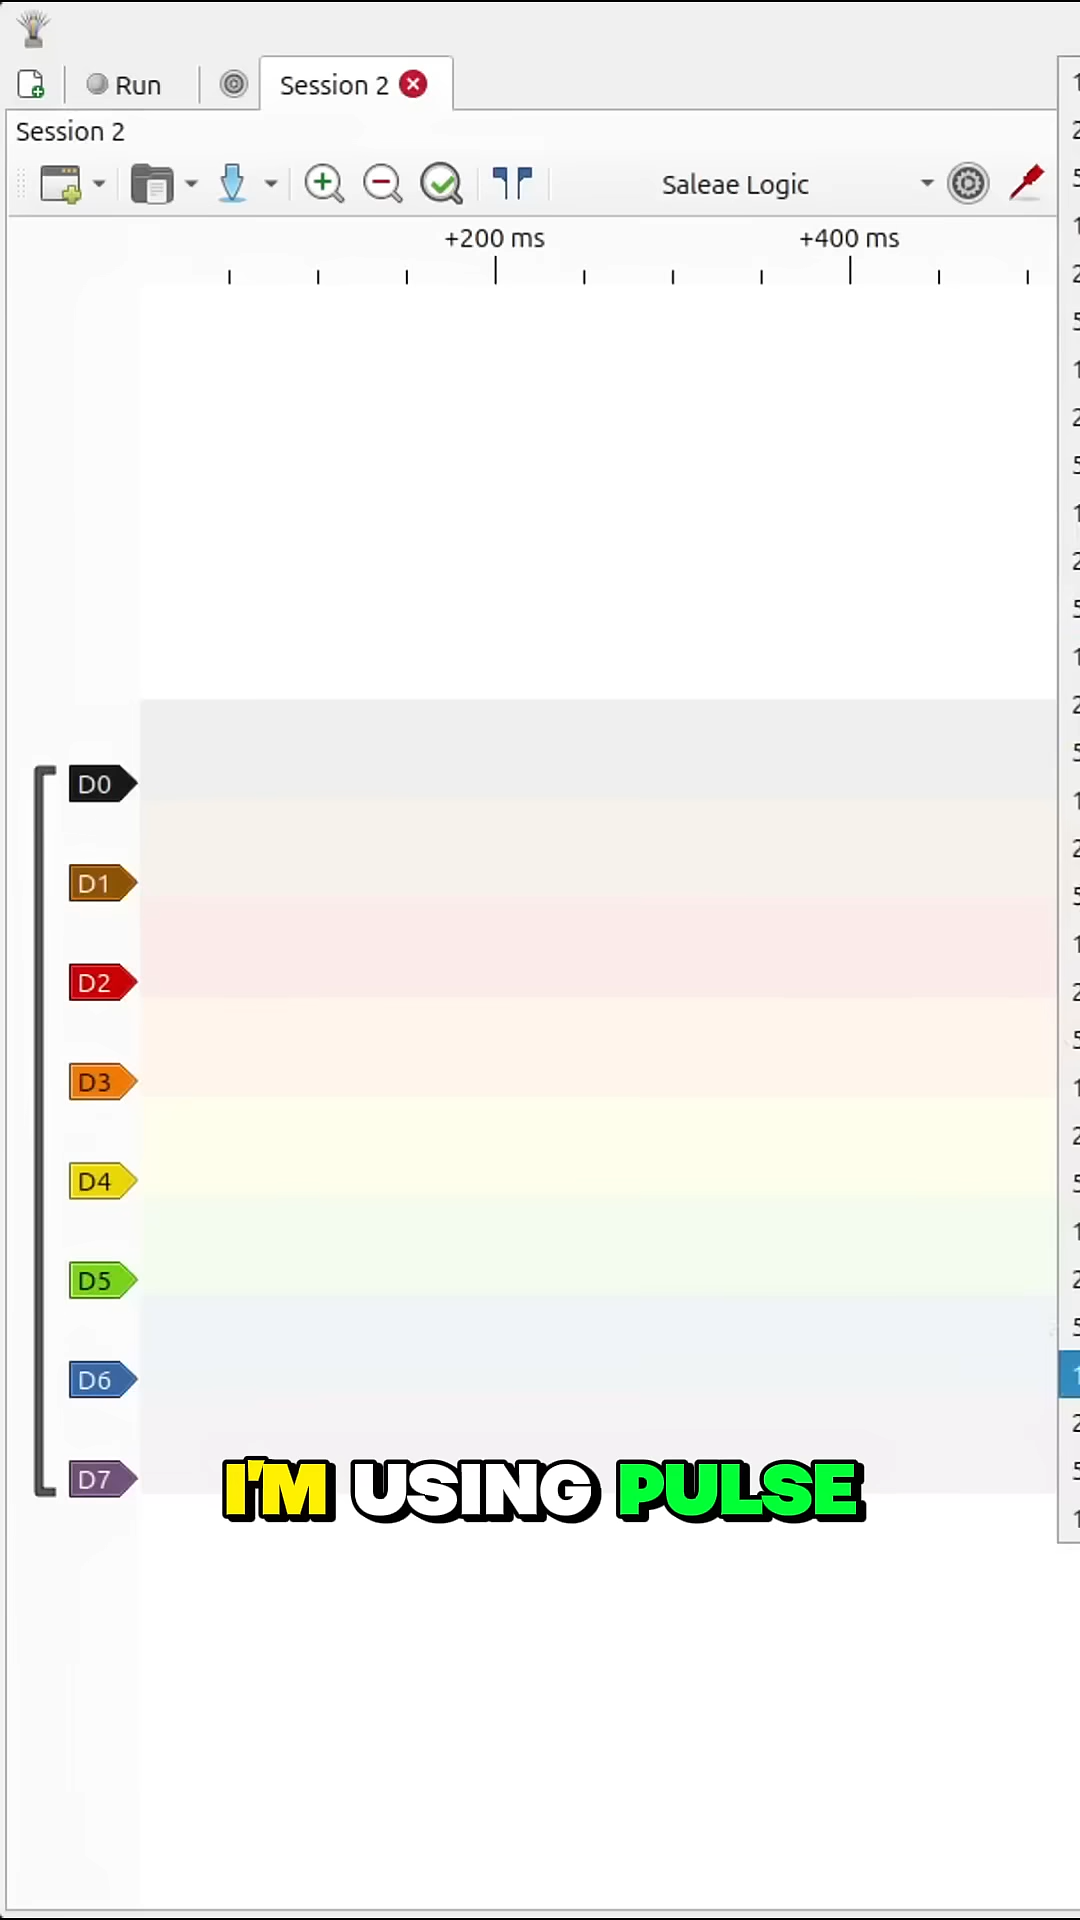 Run
Session 2
Session 2
Saleae Logic
+200 ms
+400 ms
D0
D1
D2
D3
D4
D5
D6
D7
I'M USING PULSE